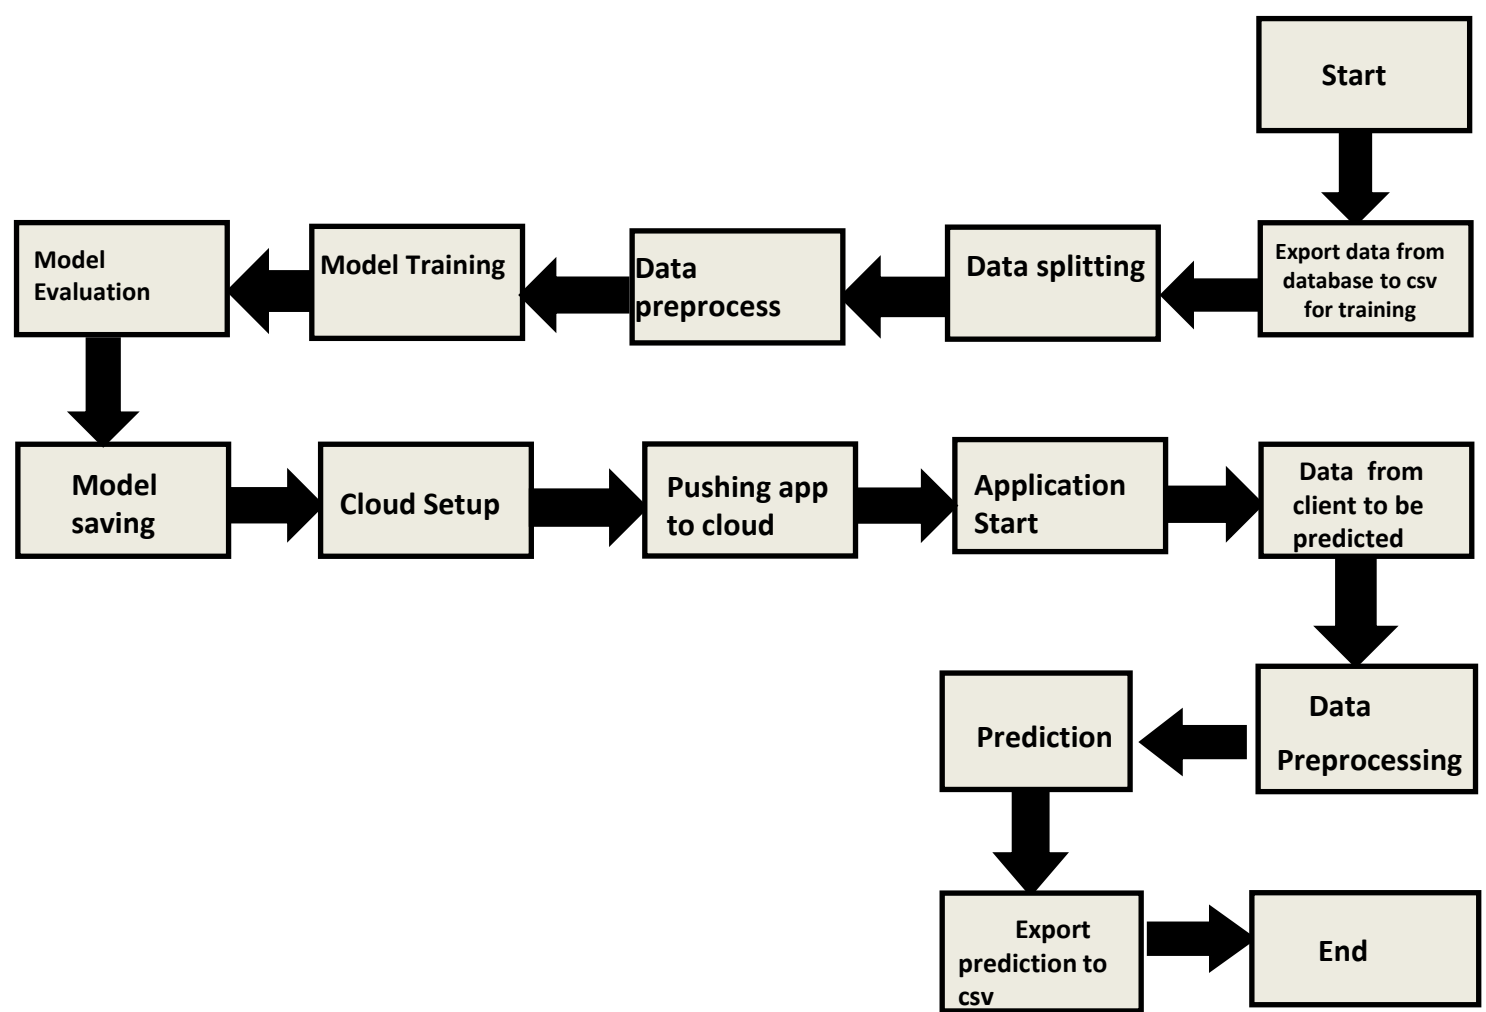 Start
Export data from
database to csv
for training
Data splitting
Data
preprocess
Model Training
Model
Evaluation
Model
saving
Cloud Setup
Pushing app
to cloud
Application
Start
Data from
client to be
predicted
Data
Preprocessing
Prediction
Export
prediction to
csv
End